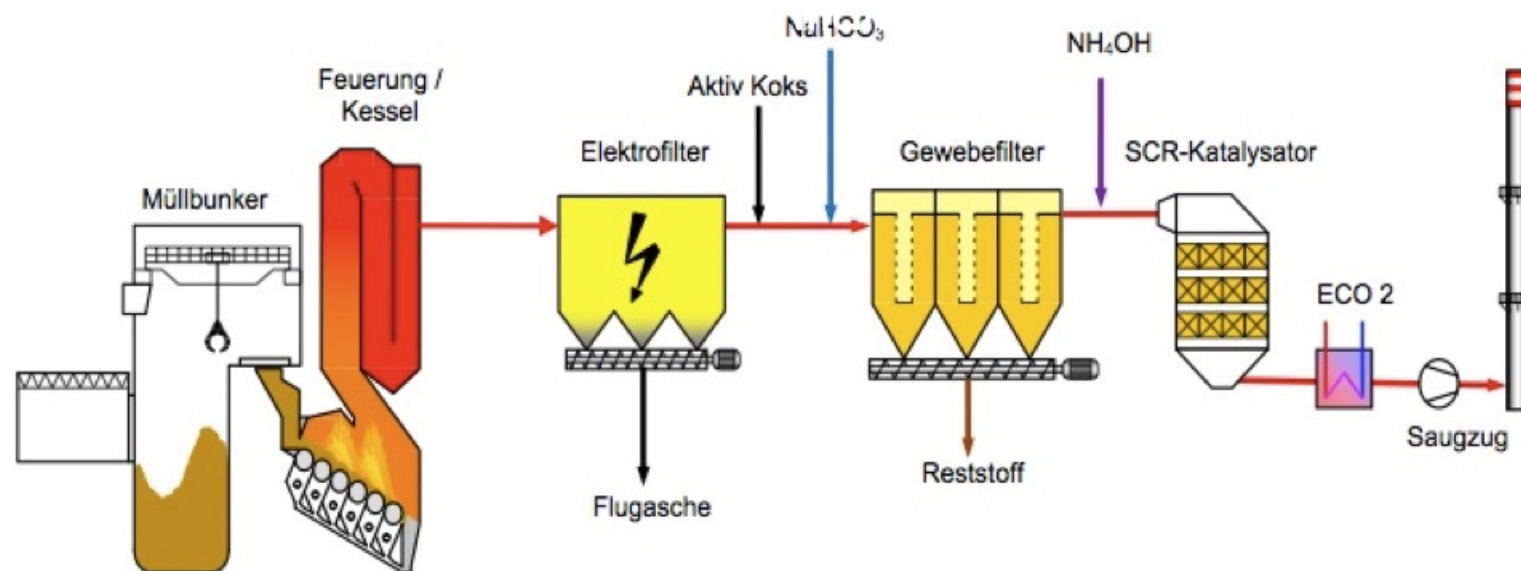 NaHCO₃
NH₄OH
Feuerung /
Kessel
Aktiv Koks
Elektrofilter
Gewebefilter
SCR-Katalysator
Müllbunker
ECO 2
Saugzug
Reststoff
Flugasche